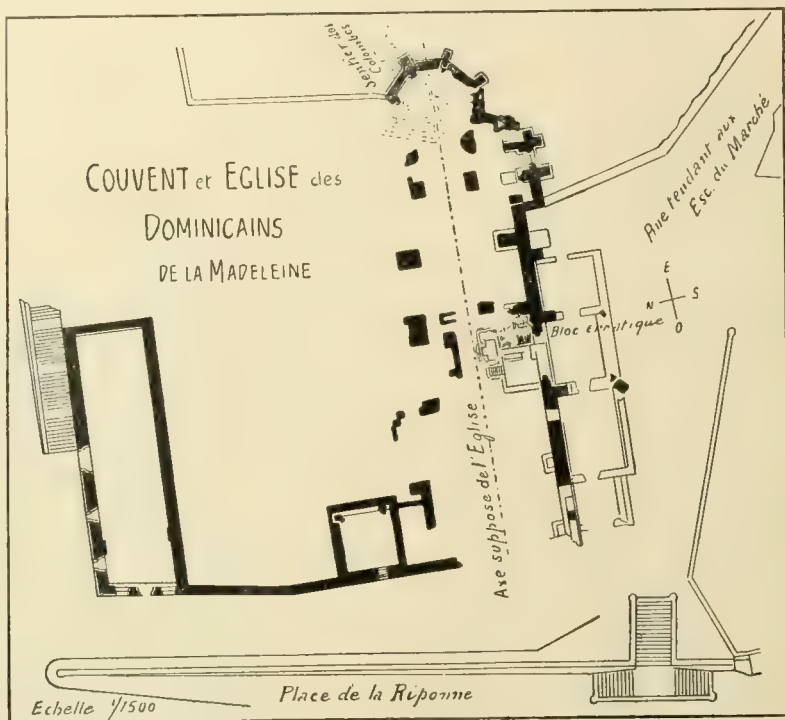 Sentier des
Colombes
COUVENT et EGLISE des
DOMINICAINS
DE LA MADELEINE
Rue tendant aux
Esc. du Marché
E
N S
O
Bloc erratique
Axe supposé de l'Eglise
Place de la Riponne
Echelle 1/1500